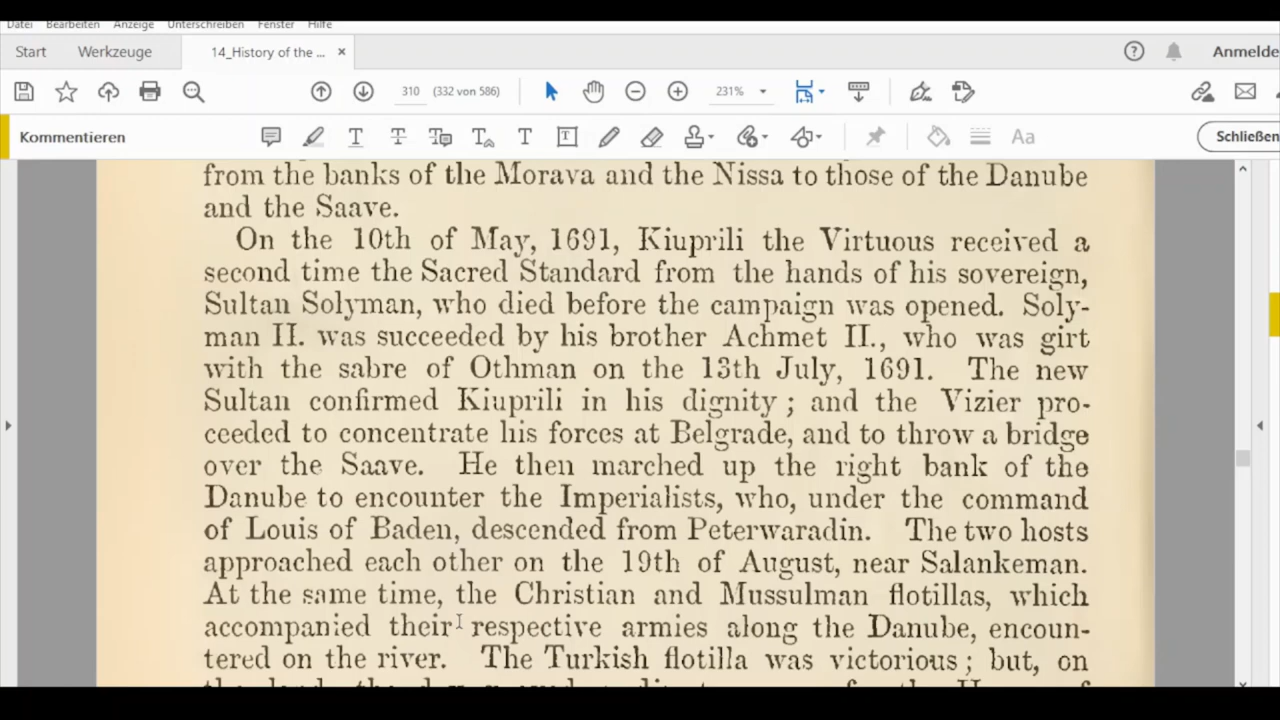 Datei Bearbeiten Anzeige Unterschreiben Fenster Hilfe
Start Werkzeuge 14_History of the ... × ? Anmelde
310 (332 von 586) 231%
Kommentieren T T T T T T Aa Schließen
from the banks of the Morava and the Nissa to those of the Danube
and the Saave.
On the 10th of May, 1691, Kiuprili the Virtuous received a
second time the Sacred Standard from the hands of his sovereign,
Sultan Solyman, who died before the campaign was opened. Soly-
man II. was succeeded by his brother Achmet II., who was girt
with the sabre of Othman on the 13th July, 1691. The new
Sultan confirmed Kiuprili in his dignity ; and the Vizier pro-
ceeded to concentrate his forces at Belgrade, and to throw a bridge
over the Saave. He then marched up the right bank of the
Danube to encounter the Imperialists, who, under the command
of Louis of Baden, descended from Peterwaradin. The two hosts
approached each other on the 19th of August, near Salankeman.
At the same time, the Christian and Mussulman flotillas, which
accompanied their respective armies along the Danube, encoun-
tered on the river. The Turkish flotilla was victorious ; but, on